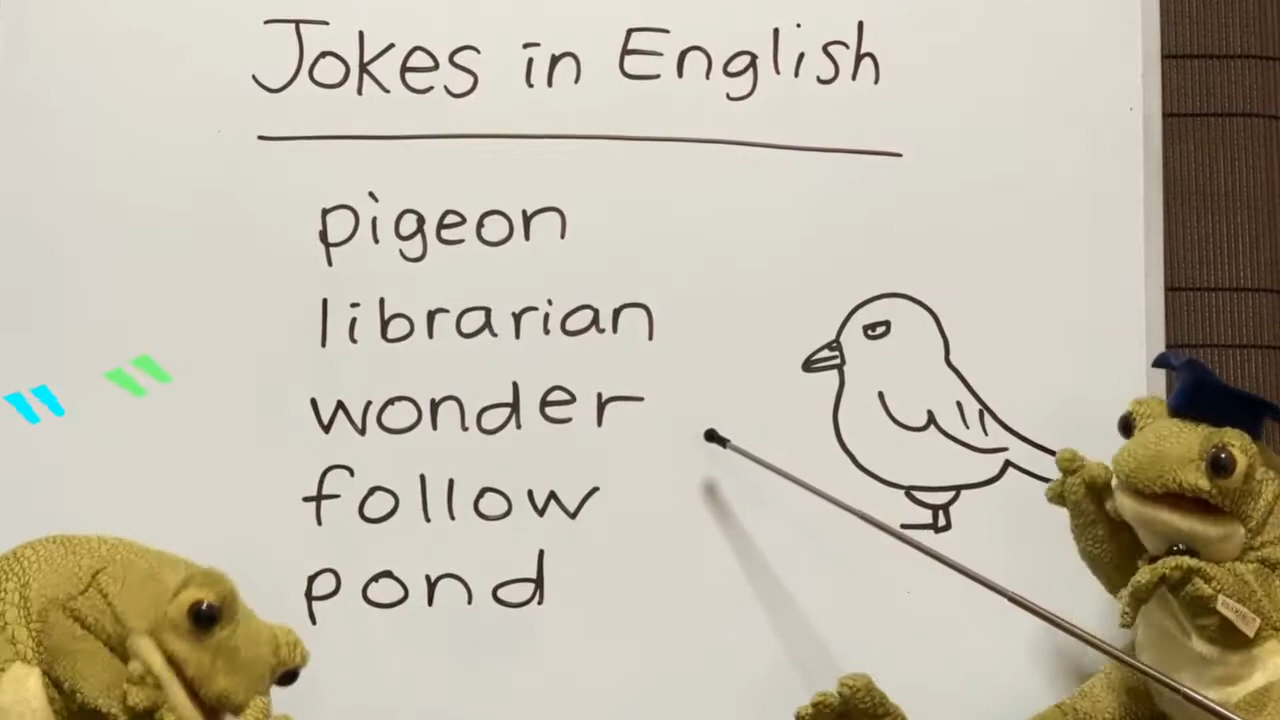 Jokes in English
pigeon
librarian
wonder
follow
pond